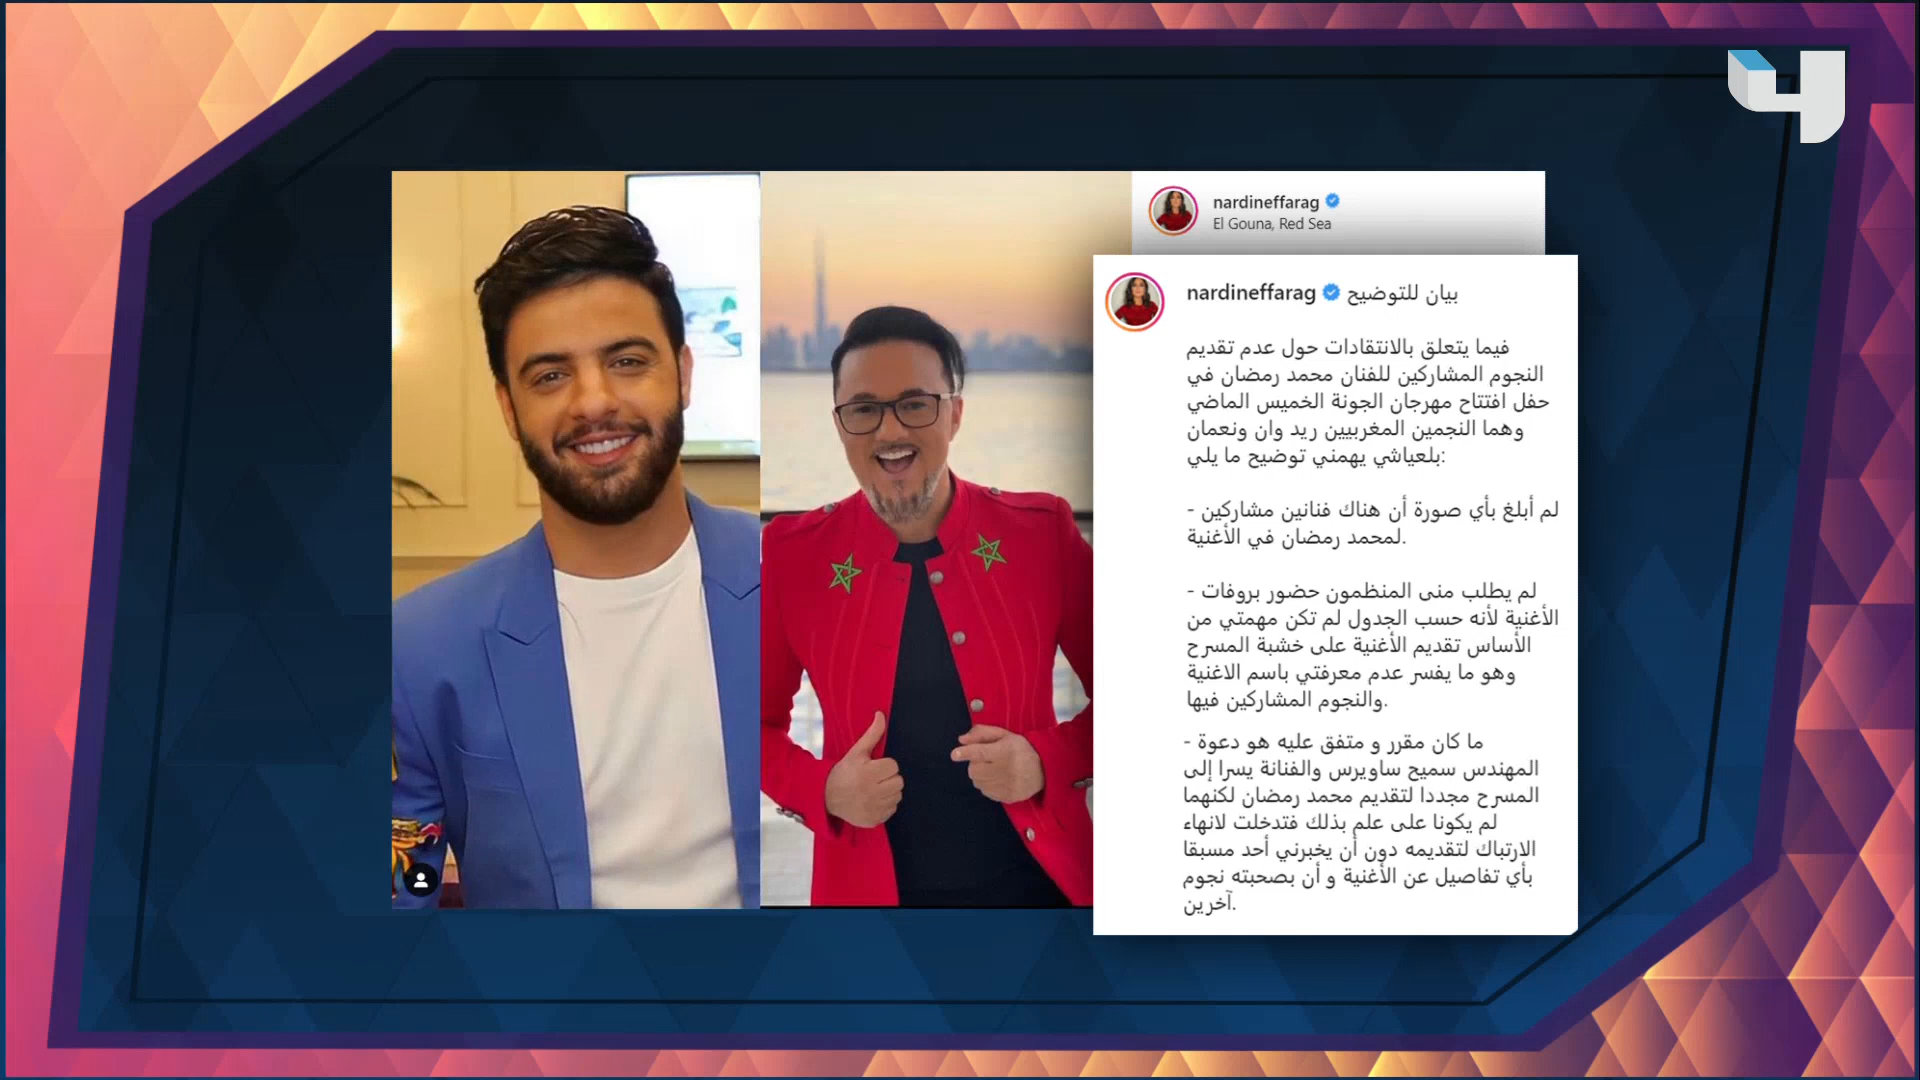 nardineffarag
El Gouna, Red Sea
nardineffarag بيان للتوضيح
فيما يتعلق بالانتقادات حول عدم تقديم
النجوم المشاركين للفنان محمد رمضان في
حفل افتتاح مهرجان الجونة الخميس الماضي
وهما النجمين المغربيين ريد وان ونعمان
بلعياشي يهمني توضيح ما يلي:
- لم أبلغ بأي صورة أن هناك فنانين مشاركين
لمحمد رمضان في الأغنية.
- لم يطلب منى المنظمون حضور بروفات
الأغنية لأنه حسب الجدول لم تكن مهمتي من
الأساس تقديم الأغنية على خشبة المسرح
وهو ما يفسر عدم معرفتي باسم الاغنية
والنجوم المشاركين فيها.
- ما كان مقرر و متفق عليه هو دعوة
المهندس سميح ساويرس والفنانة يسرا إلى
المسرح مجددا لتقديم محمد رمضان لكنهما
لم يكونا على علم بذلك فتدخلت لانهاء
الارتباك لتقديمه دون أن يخبرني أحد مسبقا
بأي تفاصيل عن الأغنية و أن بصحبته نجوم
آخرين.